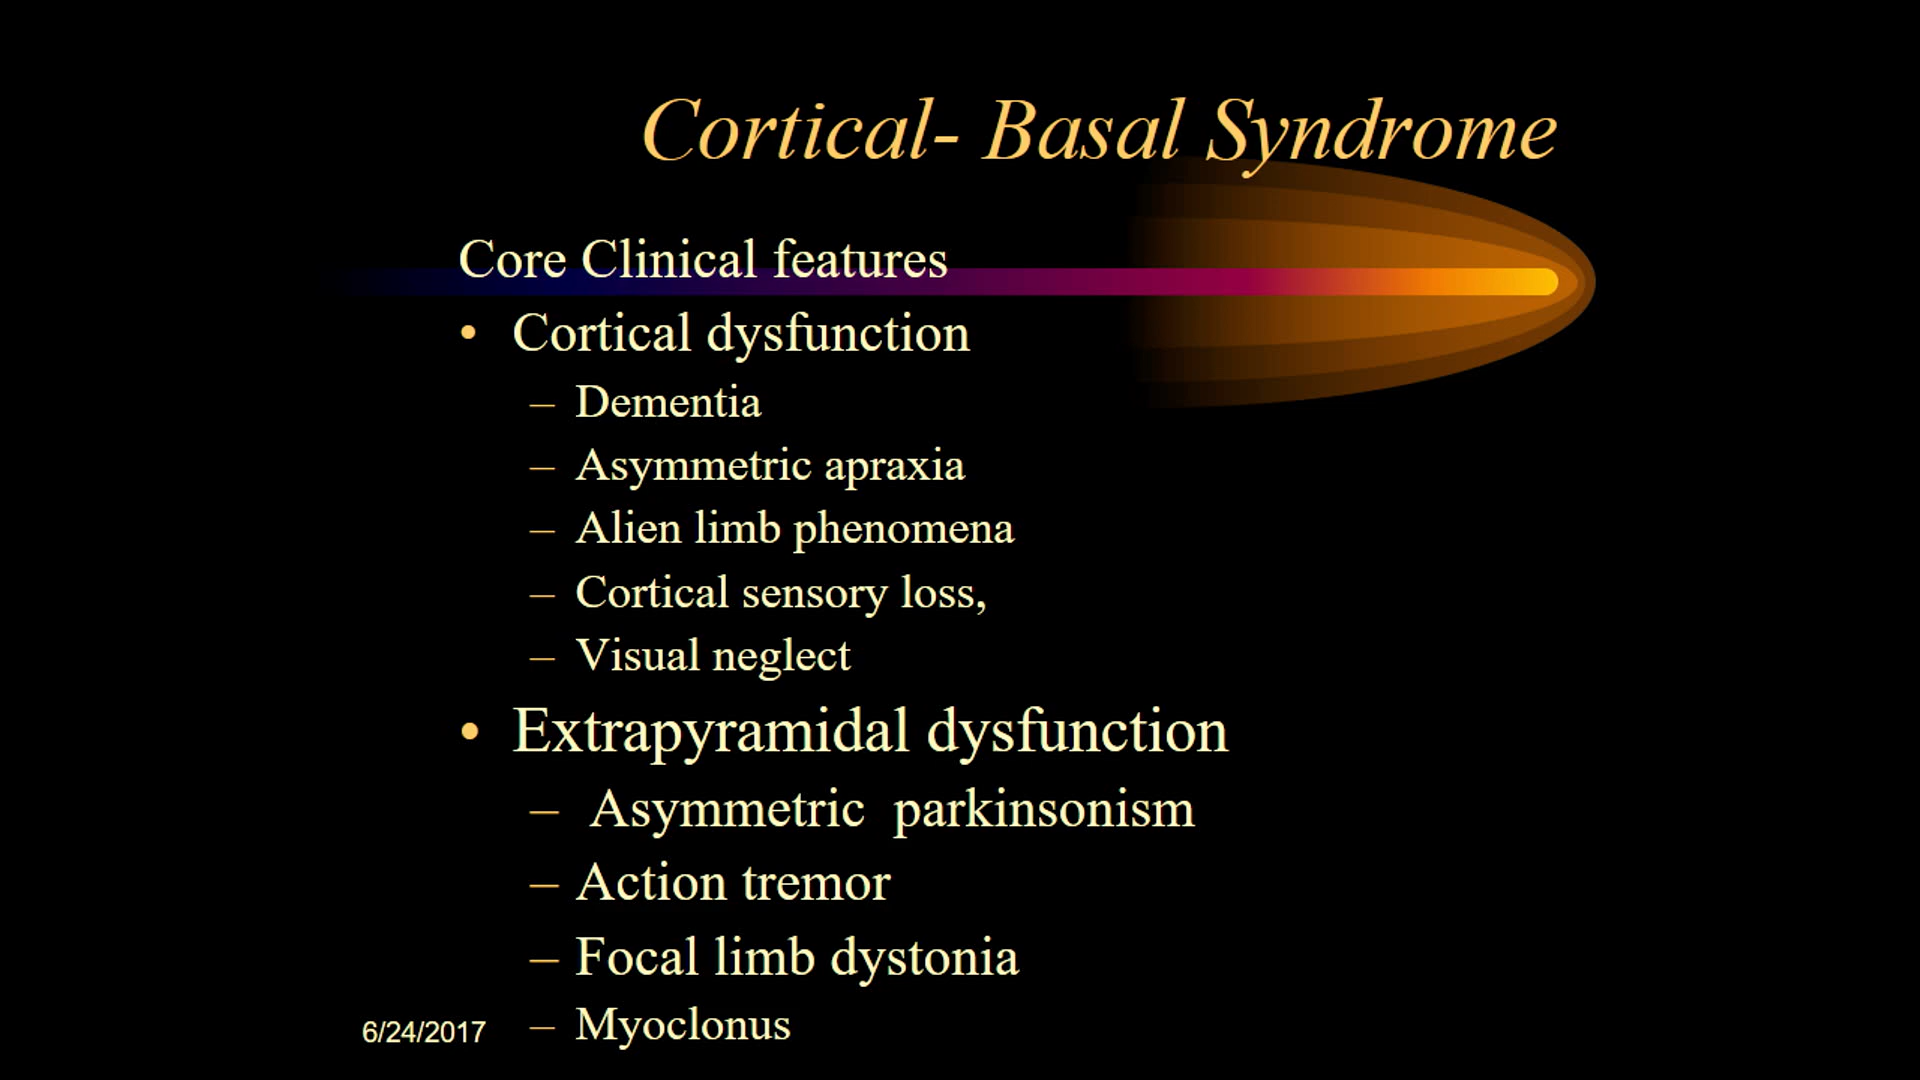 Cortical- Basal Syndrome
Core Clinical features
• Cortical dysfunction
– Dementia
– Asymmetric apraxia
– Alien limb phenomena
– Cortical sensory loss,
– Visual neglect
• Extrapyramidal dysfunction
– Asymmetric parkinsonism
– Action tremor
– Focal limb dystonia
– Myoclonus
6/24/2017